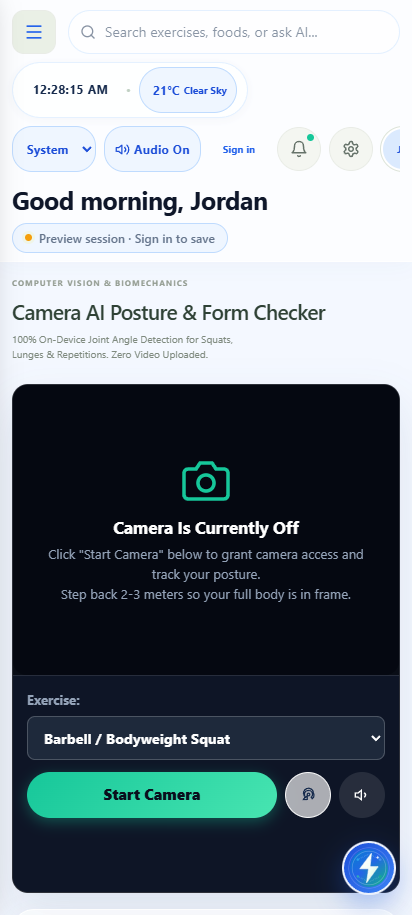 Search exercises, foods, or ask AI...
12:28:15 AM • 21°C Clear Sky
System Audio On Sign in J
Good morning, Jordan
Preview session · Sign in to save
COMPUTER VISION & BIOMECHANICS
Camera AI Posture & Form Checker
100% On-Device Joint Angle Detection for Squats,
Lunges & Repetitions. Zero Video Uploaded.
Camera Is Currently Off
Click "Start Camera" below to grant camera access and
track your posture.
Step back 2-3 meters so your full body is in frame.
Exercise:
Barbell / Bodyweight Squat
Start Camera